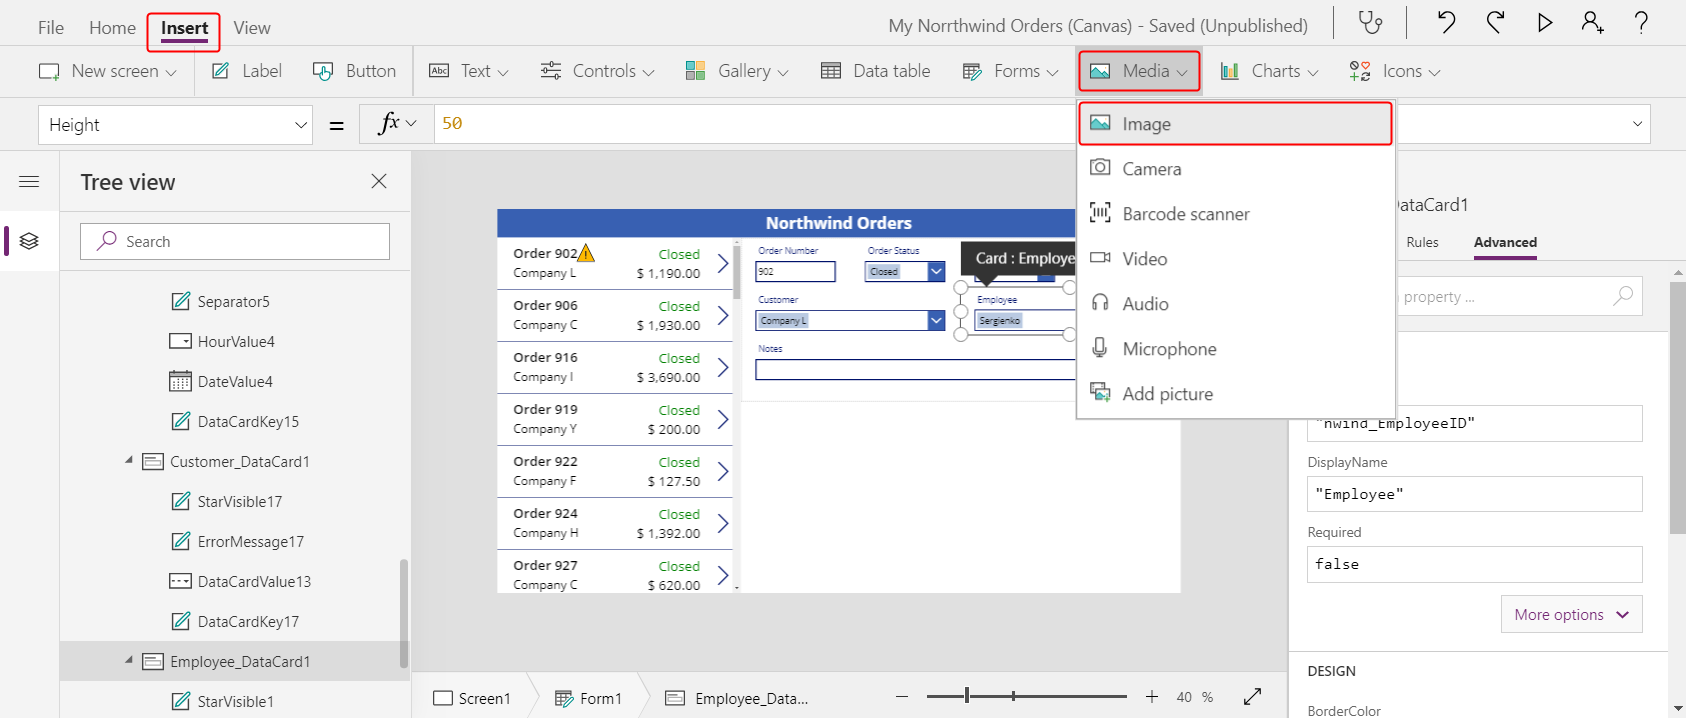 File Home Insert View
My Norrthwind Orders (Canvas) - Saved (Unpublished)
New screen Label Button Abc Text Controls Gallery Data table Forms Media Charts Icons
Height = fx 50
Image
Camera
Barcode scanner
Video
Audio
Microphone
Add picture
Tree view
Search
Separator5
HourValue4
DateValue4
DataCardKey15
Customer_DataCard1
StarVisible17
ErrorMessage17
DataCardValue13
DataCardKey17
Employee_DataCard1
StarVisible1
Northwind Orders
Order 902 Closed
Company L $ 1,190.00
Order 906 Closed
Company C $ 1,930.00
Order 916 Closed
Company I $ 3,690.00
Order 919 Closed
Company Y $ 200.00
Order 922 Closed
Company F $ 127.50
Order 924 Closed
Company H $ 1,392.00
Order 927 Closed
Company C $ 620.00
Order Number Order Status
902 Closed
Card : Employe
Customer Employee
Company L Sergienko
Notes
ataCard1
Rules Advanced
property ...
"nwind_EmployeeID"
DisplayName
"Employee"
Required
false
More options
DESIGN
BorderColor
Screen1 Form1 Employee_Data... 40 %